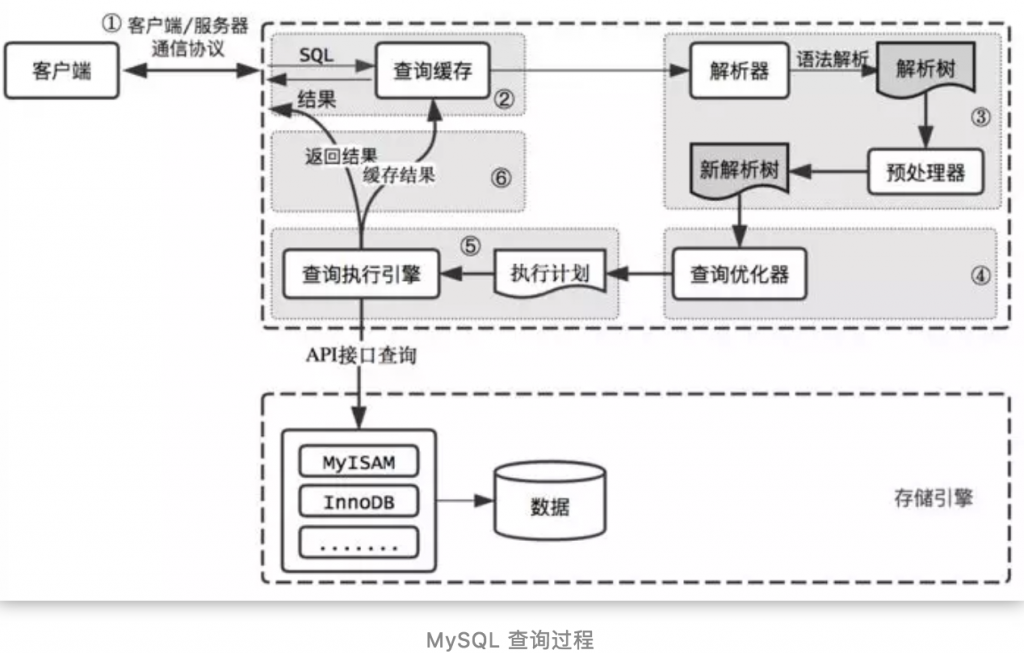 ① 客户端/服务器
通信协议
客户端
SQL
查询缓存
结果
②
解析器
语法解析
解析树
③
返回结果
缓存结果
⑥
新解析树
预处理器
查询执行引擎
⑤
执行计划
查询优化器
④
API接口查询
MyISAM
InnoDB
.......
数据
存储引擎
MySQL 查询过程